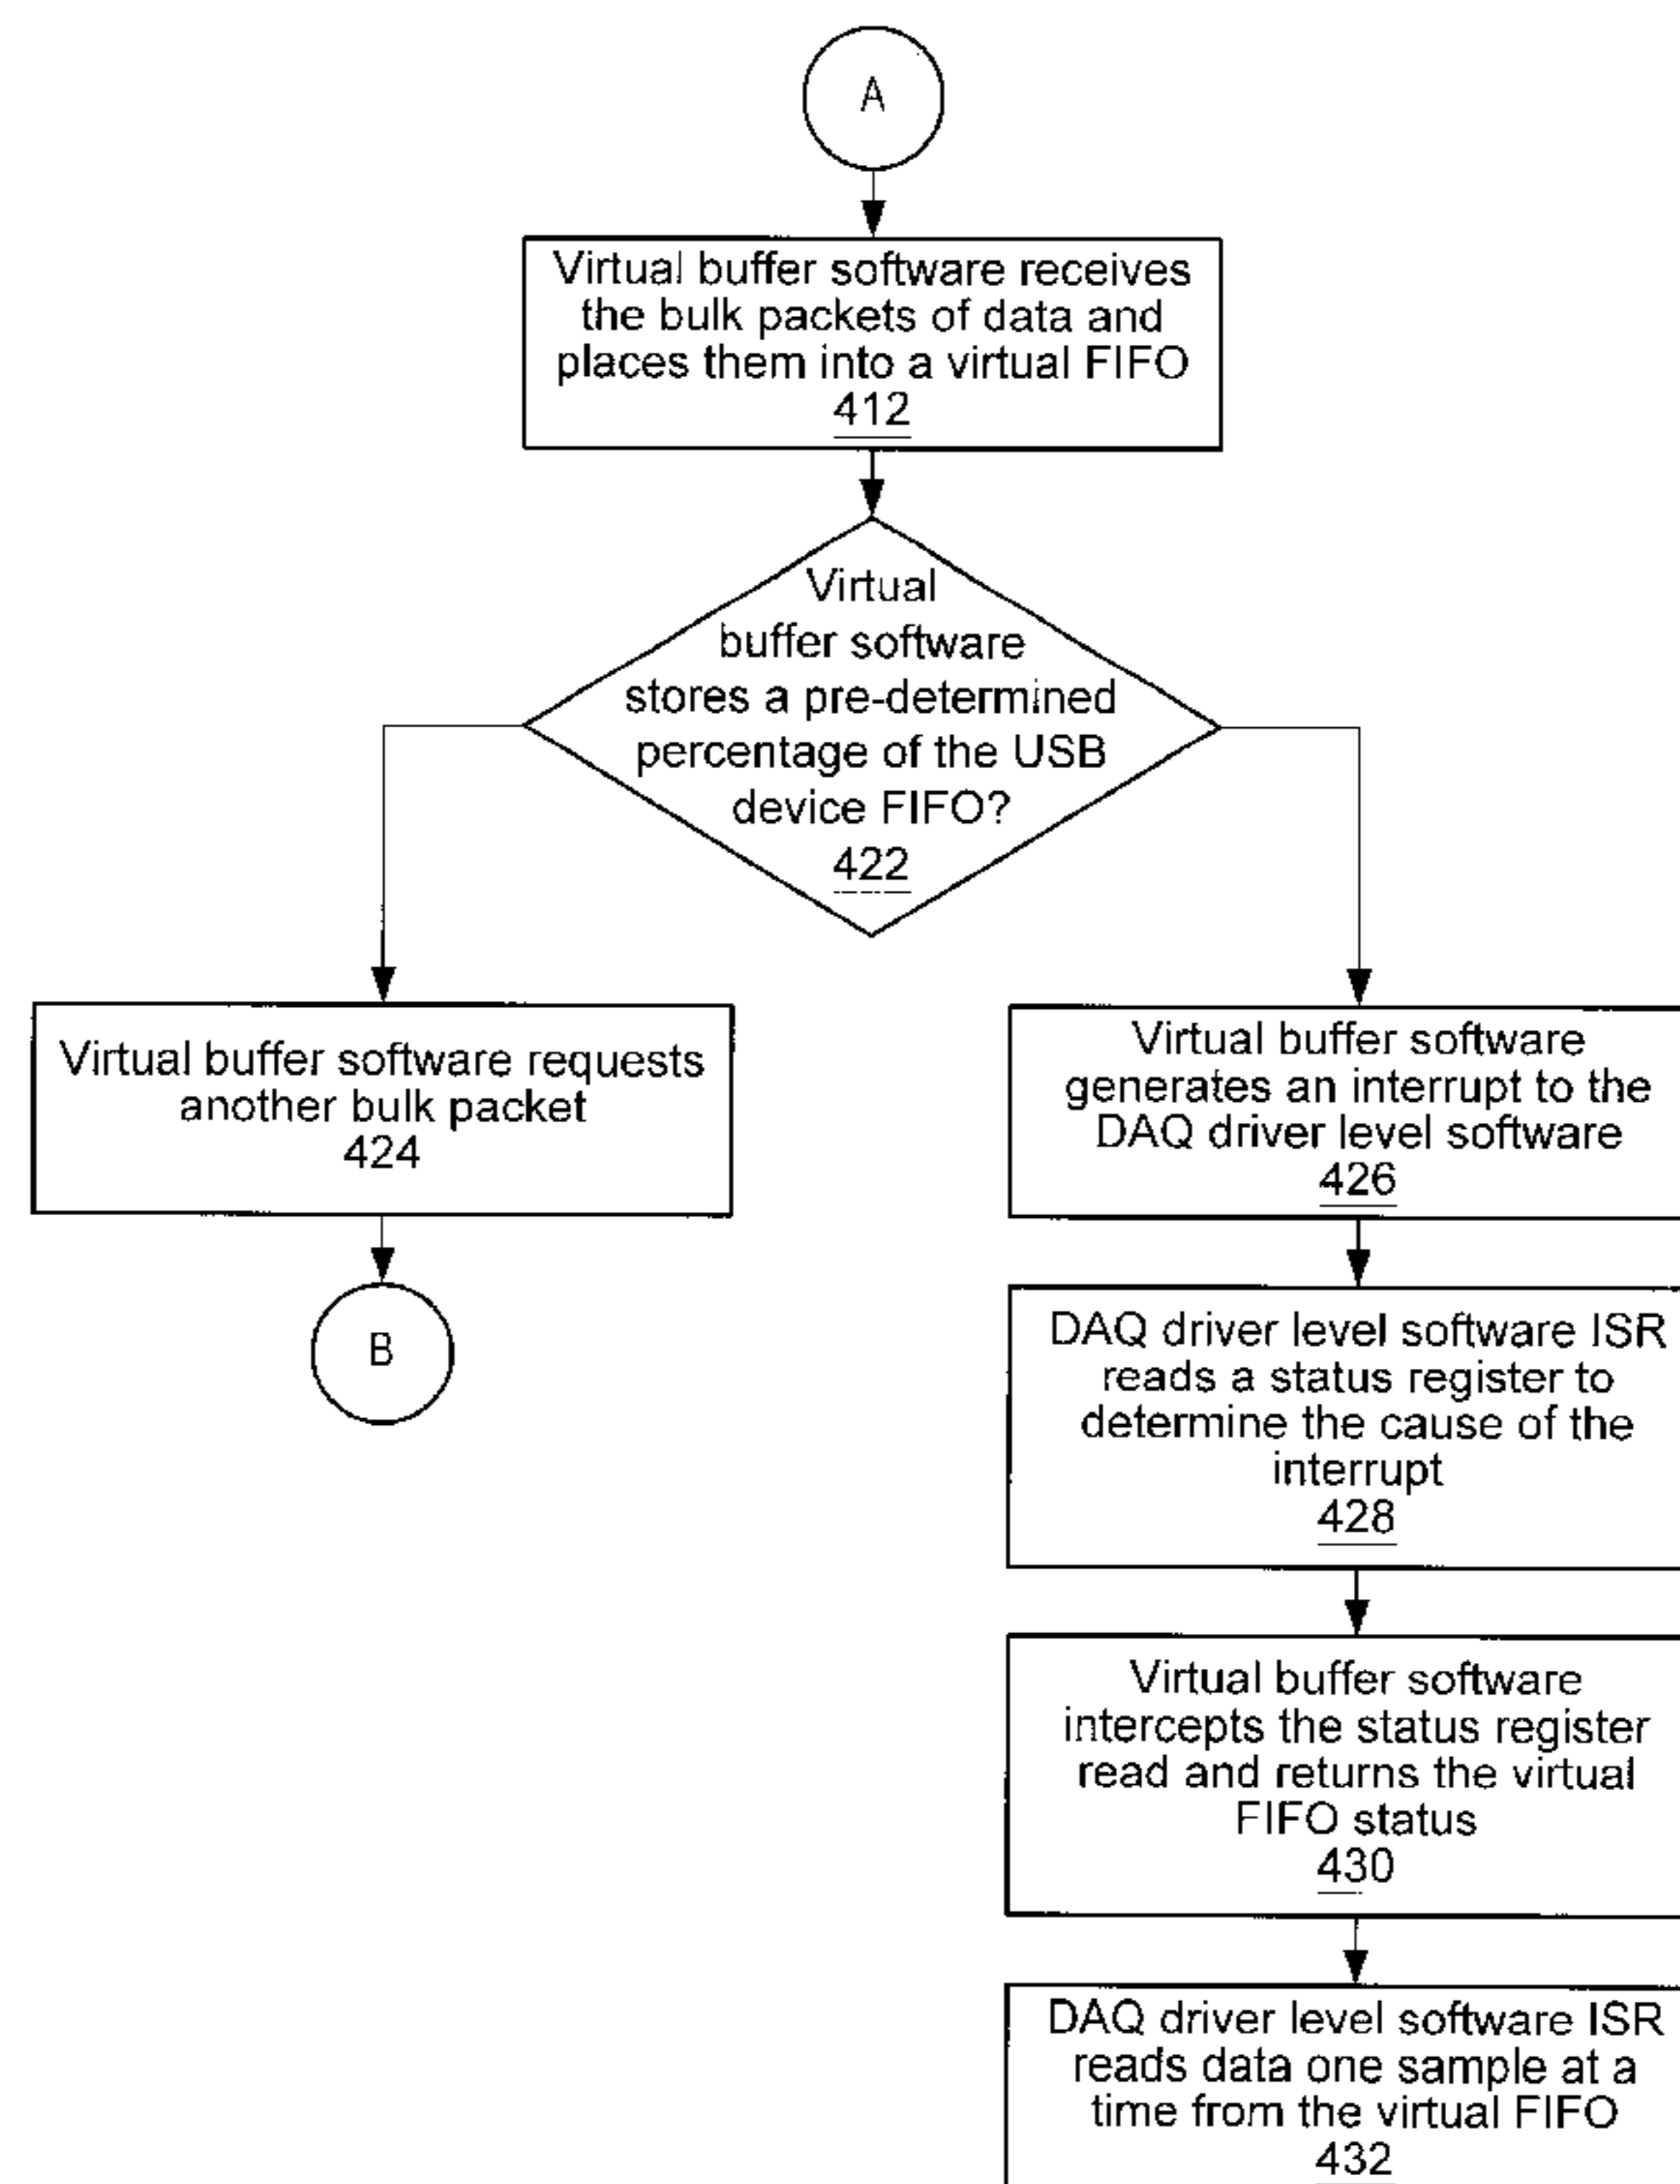 A
Virtual buffer software receives
the bulk packets of data and
places them into a virtual FIFO
412
Virtual
buffer software
stores a pre-determined
percentage of the USB
device FIFO?
422
Virtual buffer software requests
another bulk packet
424
B
Virtual buffer software
generates an interrupt to the
DAQ driver level software
426
DAQ driver level software ISR
reads a status register to
determine the cause of the
interrupt
428
Virtual buffer software
intercepts the status register
read and returns the virtual
FIFO status
430
DAQ driver level software ISR
reads data one sample at a
time from the virtual FIFO
432